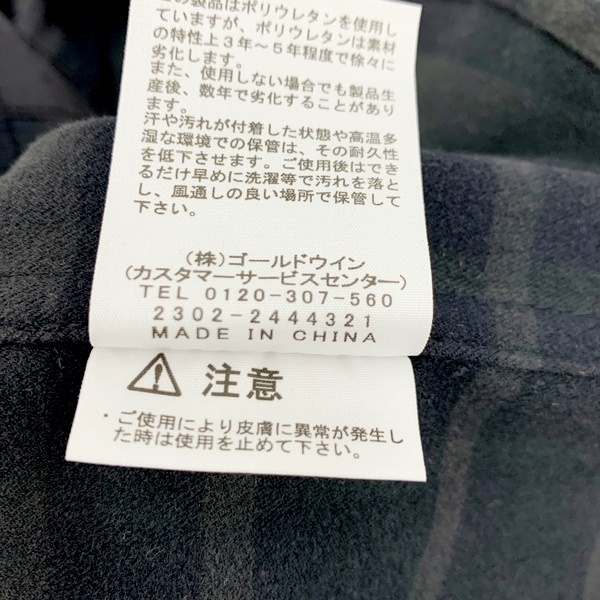 の製品はポリウレタンを使用し
ていますが、ポリウレタンは素材
の特性上3年～5年程度で徐々に
劣化します。
また、使用しない場合でも製品生
産後、数年で劣化することがあり
ます。
汗や汚れが付着した状態や高温多
湿な環境での保管は、その耐久性
を低下させます。ご使用後はでき
るだけ早めに洗濯等で汚れを落と
し、風通しの良い場所で保管して
下さい。
(株)ゴールドウイン
(カスタマーサービスセンター)
TEL 0120-307-560
2302-2444321
MADE IN CHINA
注意
・ご使用により皮膚に異常が発生し
た時は使用を止めて下さい。